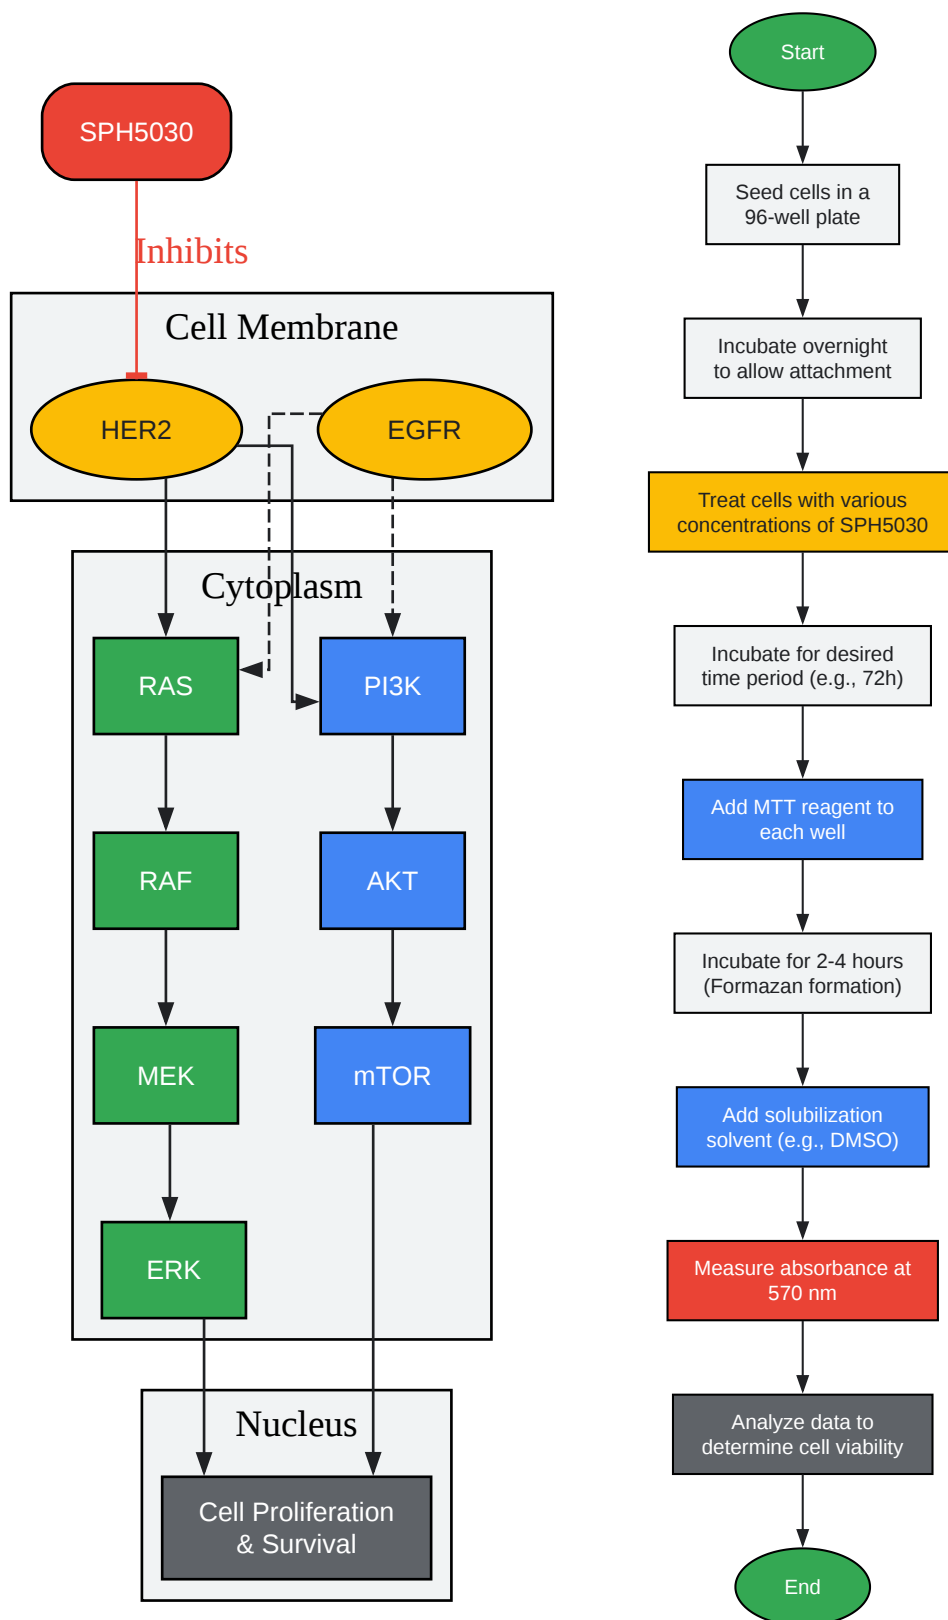 SPH5030
Inhibits
Cell Membrane
HER2
EGFR
Cytoplasm
RAS
PI3K
RAF
AKT
MEK
mTOR
ERK
Nucleus
Cell Proliferation
& Survival
Start
Seed cells in a
96-well plate
Incubate overnight
to allow attachment
Treat cells with various
concentrations of SPH5030
Incubate for desired
time period (e.g., 72h)
Add MTT reagent to
each well
Incubate for 2-4 hours
(Formazan formation)
Add solubilization
solvent (e.g., DMSO)
Measure absorbance at
570 nm
Analyze data to
determine cell viability
End